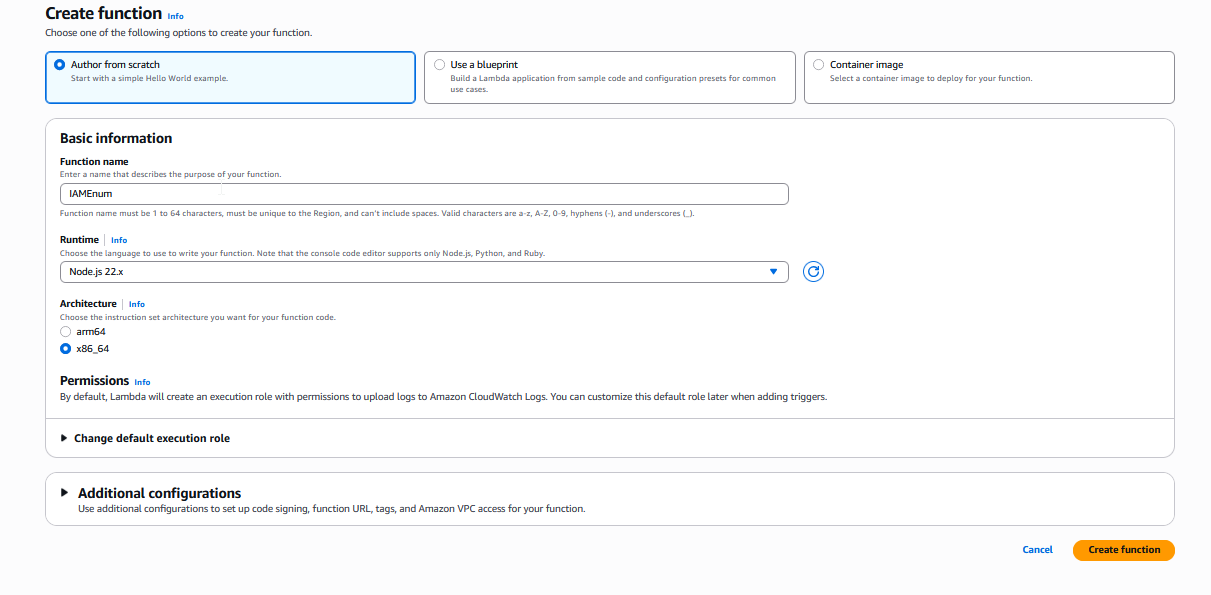 Create function Info
Choose one of the following options to create your function.
Author from scratch
Start with a simple Hello World example.
Use a blueprint
Build a Lambda application from sample code and configuration presets for common
use cases.
Container image
Select a container image to deploy for your function.
Basic information
Function name
Enter a name that describes the purpose of your function.
IAMEnum
Function name must be 1 to 64 characters, must be unique to the Region, and can't include spaces. Valid characters are a-z, A-Z, 0-9, hyphens (-), and underscores (_).
Runtime Info
Choose the language to use to write your function. Note that the console code editor supports only Node.js, Python, and Ruby.
Node.js 22.x
Architecture Info
Choose the instruction set architecture you want for your function code.
arm64
x86_64
Permissions Info
By default, Lambda will create an execution role with permissions to upload logs to Amazon CloudWatch Logs. You can customize this default role later when adding triggers.
Change default execution role
Additional configurations
Use additional configurations to set up code signing, function URL, tags, and Amazon VPC access for your function.
Cancel Create function